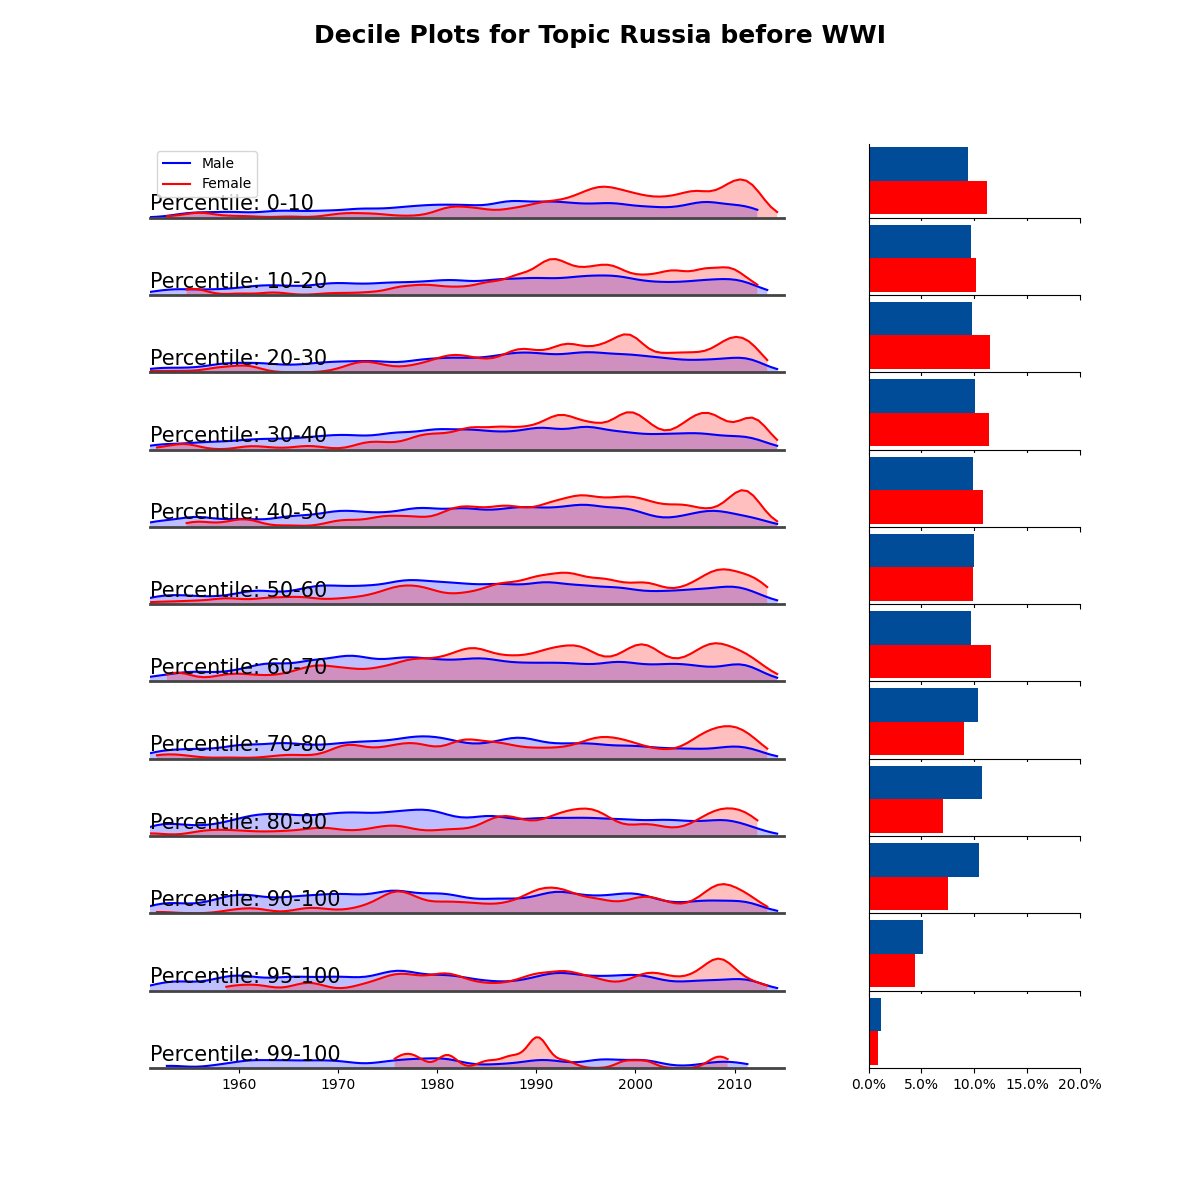 Decile Plots for Topic Russia before WWI
Male
Female
Percentile: 0-10
Percentile: 10-20
Percentile: 20-30
Percentile: 30-40
Percentile: 40-50
Percentile: 50-60
Percentile: 60-70
Percentile: 70-80
Percentile: 80-90
Percentile: 90-100
Percentile: 95-100
Percentile: 99-100
1960 1970 1980 1990 2000 2010
0.0% 5.0% 10.0% 15.0% 20.0%